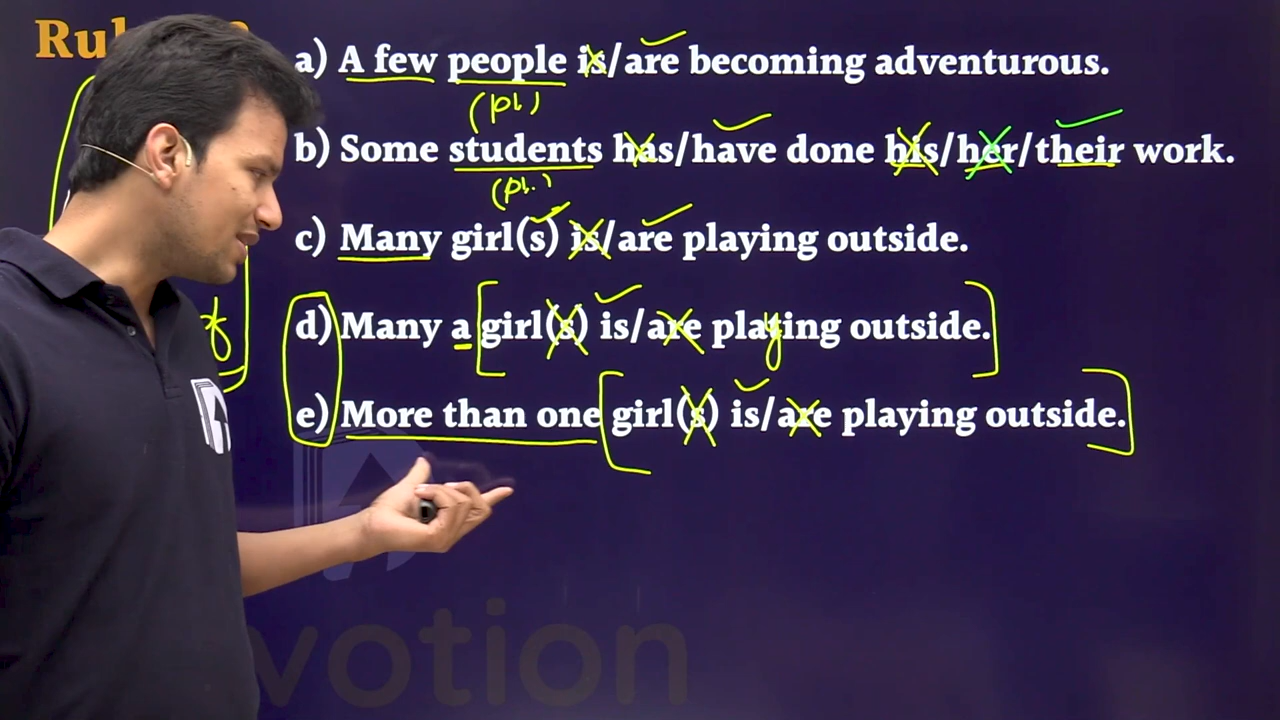 a) A few people is/are becoming adventurous.
(pl.)
b) Some students has/have done his/her/their work.
(pl.)
c) Many girl(s) is/are playing outside.
d) Many a girl(s) is/are playing outside.
e) More than one girl(s) is/are playing outside.
votion